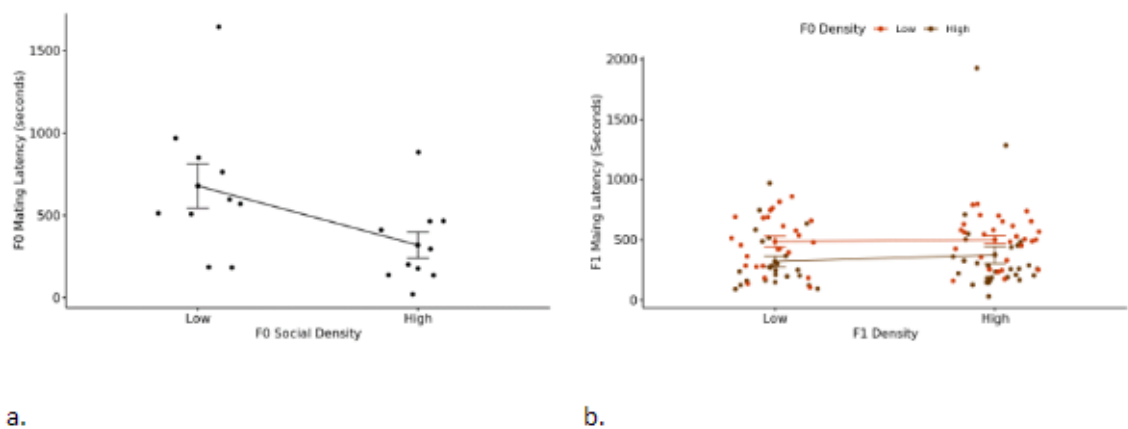 F0 Mating Latency (seconds)
1500
1000
500
0
Low
High
F0 Social Density
a.
F0 Density
Low
High
F1 Maing Latency (Seconds)
2000
1500
1000
500
0
Low
High
F1 Density
b.